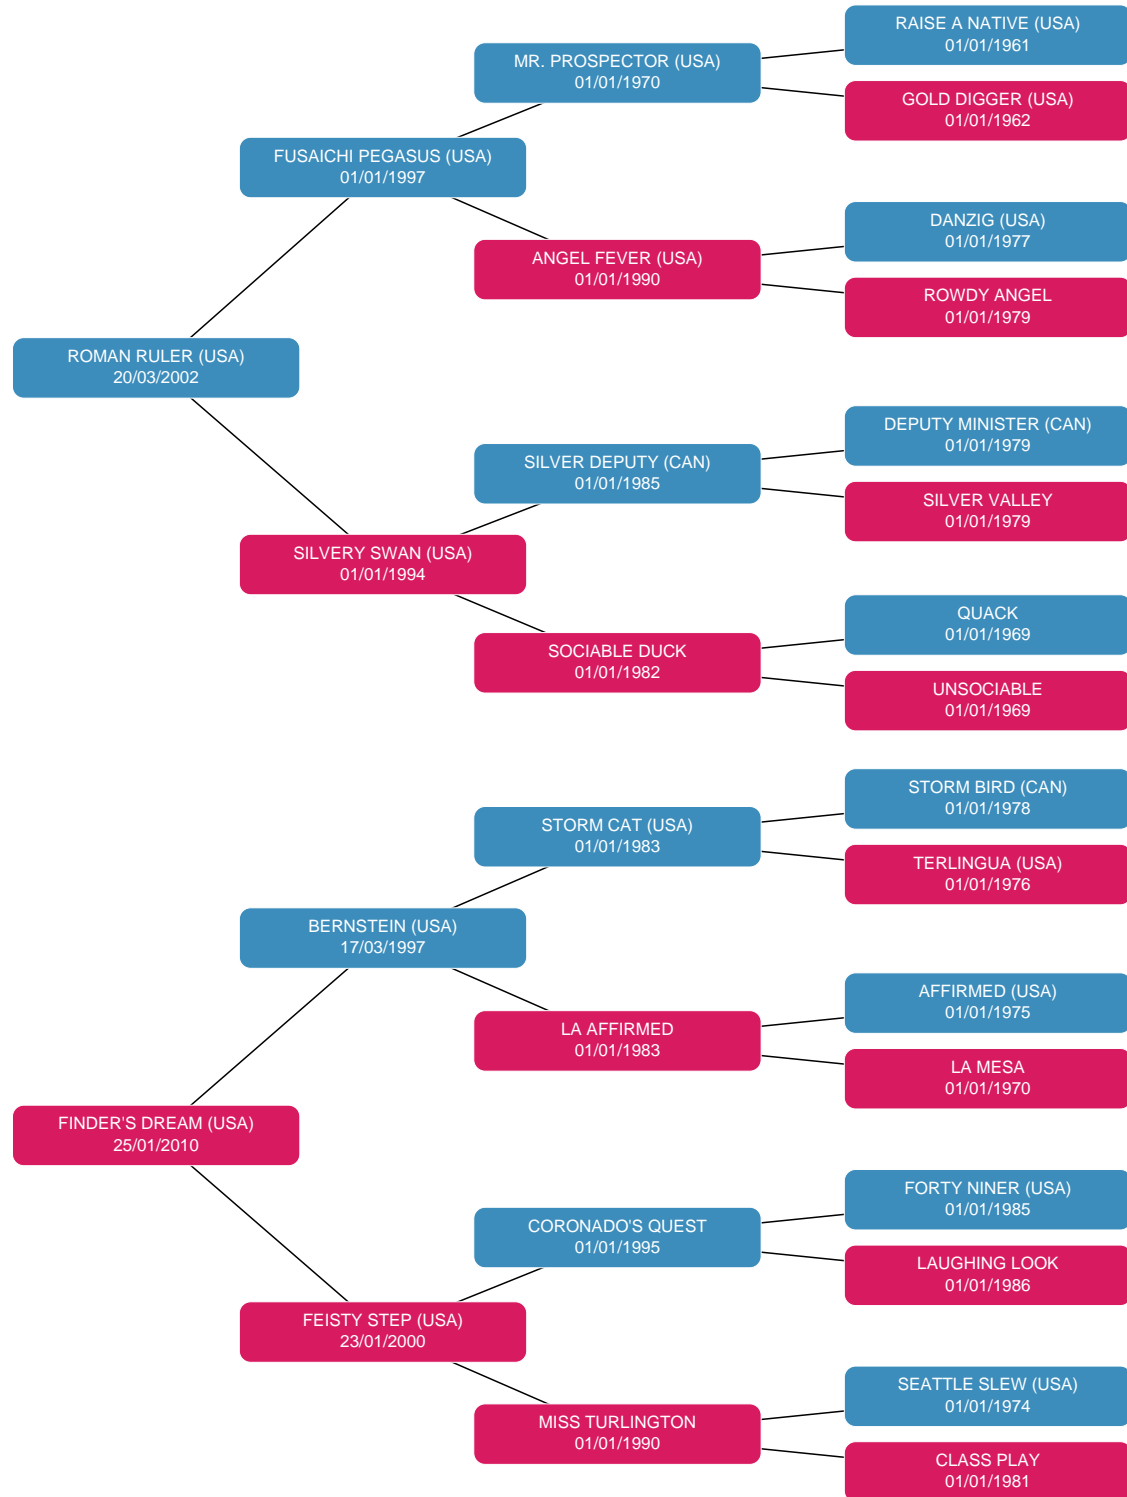 RAISE A NATIVE (USA)
01/01/1961
MR. PROSPECTOR (USA)
01/01/1970
GOLD DIGGER (USA)
01/01/1962
FUSAICHI PEGASUS (USA)
01/01/1997
DANZIG (USA)
01/01/1977
ANGEL FEVER (USA)
01/01/1990
ROWDY ANGEL
01/01/1979
ROMAN RULER (USA)
20/03/2002
DEPUTY MINISTER (CAN)
01/01/1979
SILVER DEPUTY (CAN)
01/01/1985
SILVER VALLEY
01/01/1979
SILVERY SWAN (USA)
01/01/1994
QUACK
01/01/1969
SOCIABLE DUCK
01/01/1982
UNSOCIABLE
01/01/1969
STORM BIRD (CAN)
01/01/1978
STORM CAT (USA)
01/01/1983
TERLINGUA (USA)
01/01/1976
BERNSTEIN (USA)
17/03/1997
AFFIRMED (USA)
01/01/1975
LA AFFIRMED
01/01/1983
LA MESA
01/01/1970
FINDER'S DREAM (USA)
25/01/2010
FORTY NINER (USA)
01/01/1985
CORONADO'S QUEST
01/01/1995
LAUGHING LOOK
01/01/1986
FEISTY STEP (USA)
23/01/2000
SEATTLE SLEW (USA)
01/01/1974
MISS TURLINGTON
01/01/1990
CLASS PLAY
01/01/1981